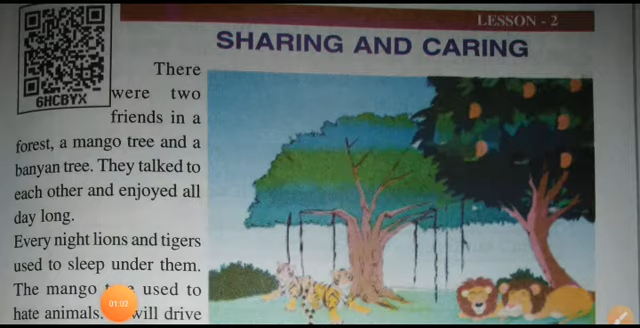 LESSON - 2
SHARING AND CARING
6HCBYX
There
were two
friends in a
forest, a mango tree and a
banyan tree. They talked to
each other and enjoyed all
day long.
Every night lions and tigers
used to sleep under them.
The mango used to
hate animals. will drive
01:02